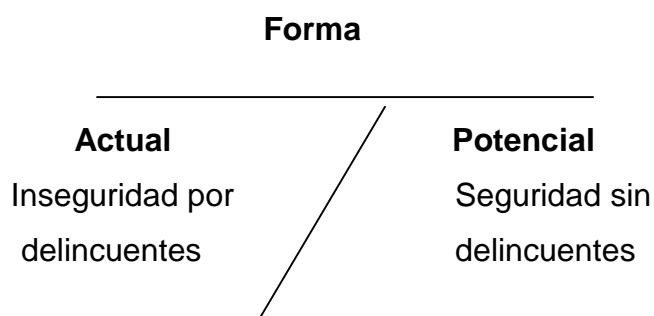 Forma
Actual Potencial
Inseguridad por Seguridad sin
delincuentes delincuentes